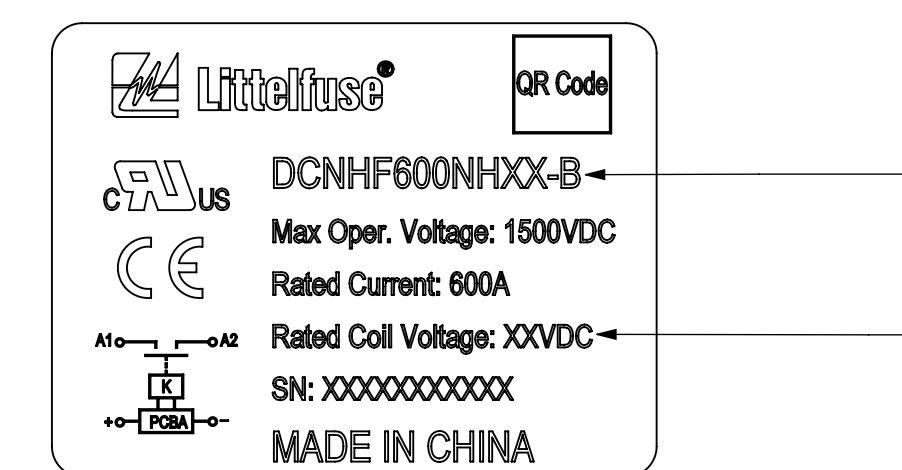 Littelfuse®
QR Code
DCNHF600NHXX-B
c RU US
Max Oper. Voltage: 1500VDC
CE
Rated Current: 600A
Rated Coil Voltage: XXVDC
A1 A2
K
SN: XXXXXXXXXXX
+ PCBA -
MADE IN CHINA